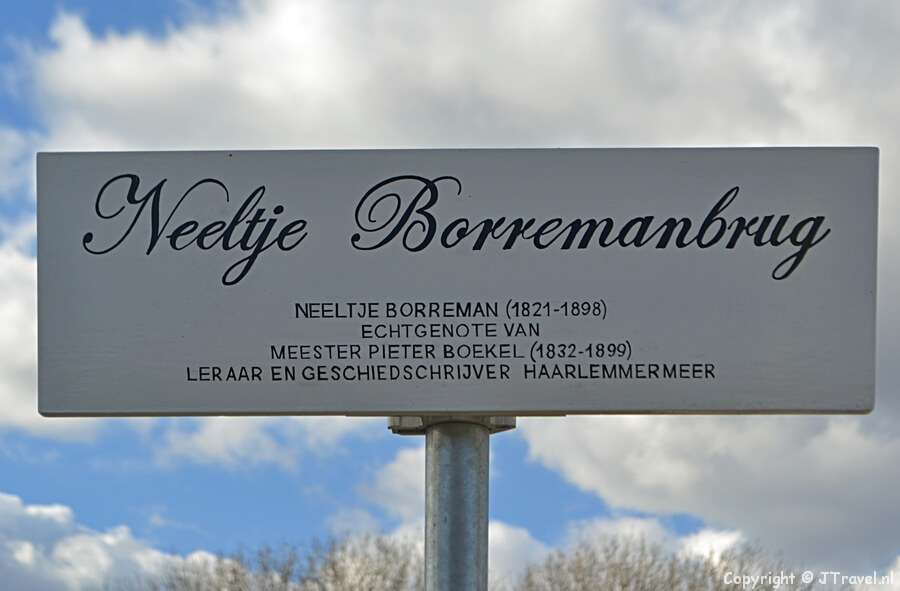 Neeltje Borremanbrug
NEELTJE BORREMAN (1821-1898)
ECHTGENOTE VAN
MEESTER PIETER BOEKEL (1832-1899)
LERAAR EN GESCHIEDSCHRIJVER HAARLEMMERMEER
Copyright © JTravel.nl